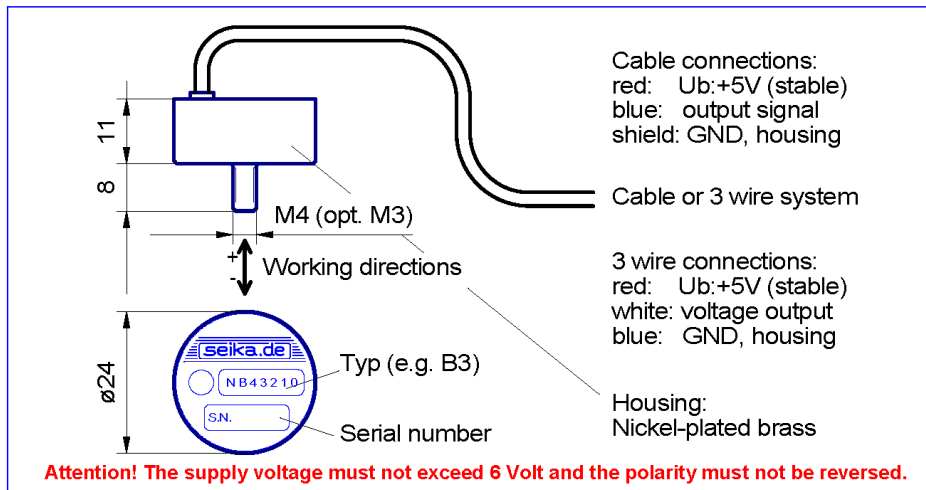 Cable connections:
red: Ub:+5V (stable)
blue: output signal
shield: GND, housing
11
8
Cable or 3 wire system
M4 (opt. M3)
+
-
Working directions
3 wire connections:
red: Ub:+5V (stable)
white: voltage output
blue: GND, housing
ø24
seika.de
Typ (e.g. B3)
NB43210
S.N.
Serial number
Housing:
Nickel-plated brass
Attention! The supply voltage must not exceed 6 Volt and the polarity must not be reversed.